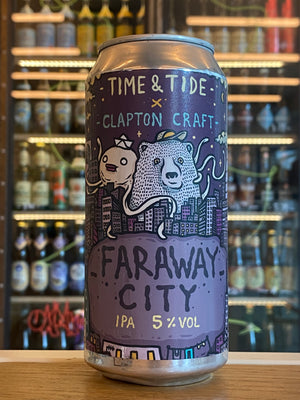 TIME & TIDE
×
- CLAPTON CRAFT -
FARAWAY
CITY
IPA 5% VOL